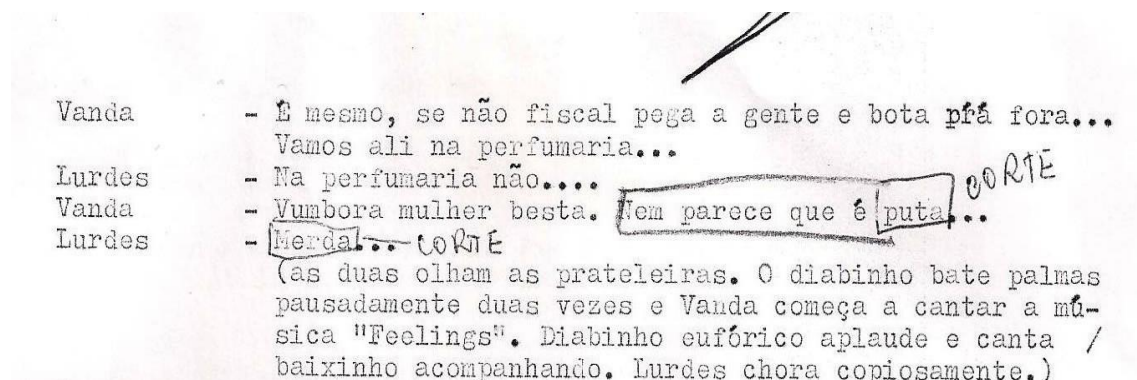 Vanda - É mesmo, se não fiscal pega a gente e bota prá fora...
Vamos ali na perfumaria...
Lurdes - Na perfumaria não....
CORTE
Vanda - Vumbora mulher besta. Nem parece que é puta...
Lurdes - Merda... CORTE
(as duas olham as prateleiras. O diabinho bate palmas
pausadamente duas vezes e Vanda começa a cantar a mú-
sica "Feelings". Diabinho eufórico aplaude e canta /
baixinho acompanhando. Lurdes chora copiosamente.)